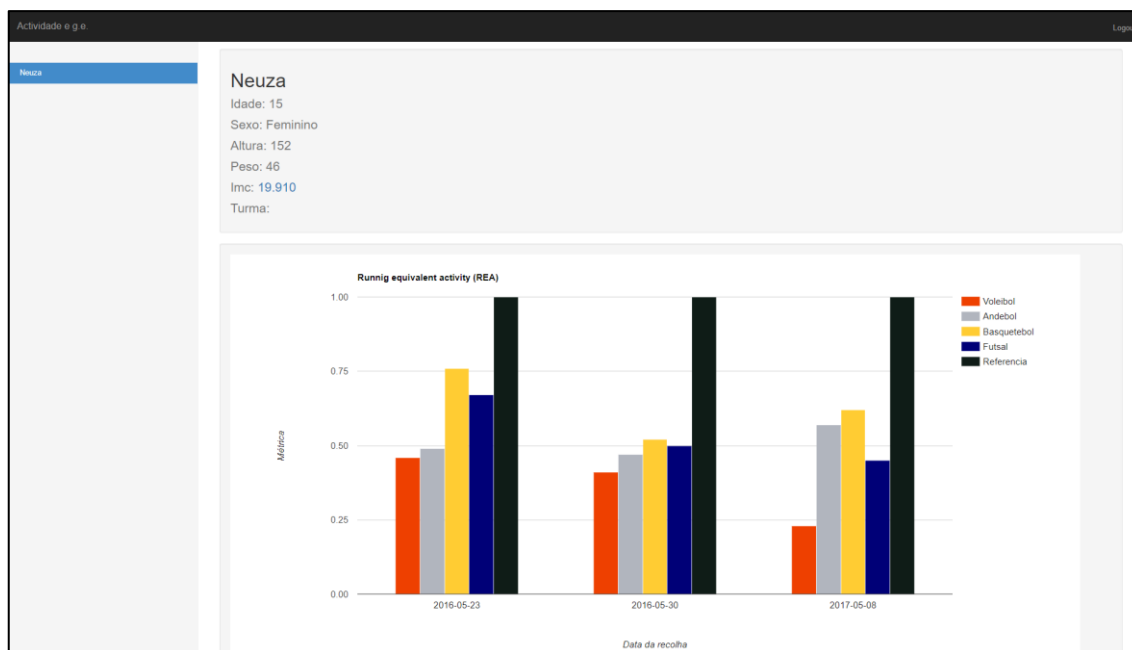 Actividade e g.e.
Neuza
Neuza
Idade: 15
Sexo: Feminino
Altura: 152
Peso: 46
Imc: 19.910
Turma:
Runnig equivalent activity (REA)
1.00
0.75
0.50
0.25
0.00
Métrica
2016-05-23
2016-05-30
2017-05-08
Data da recolha
Voleibol
Andebol
Basquetebol
Futsal
Referencia